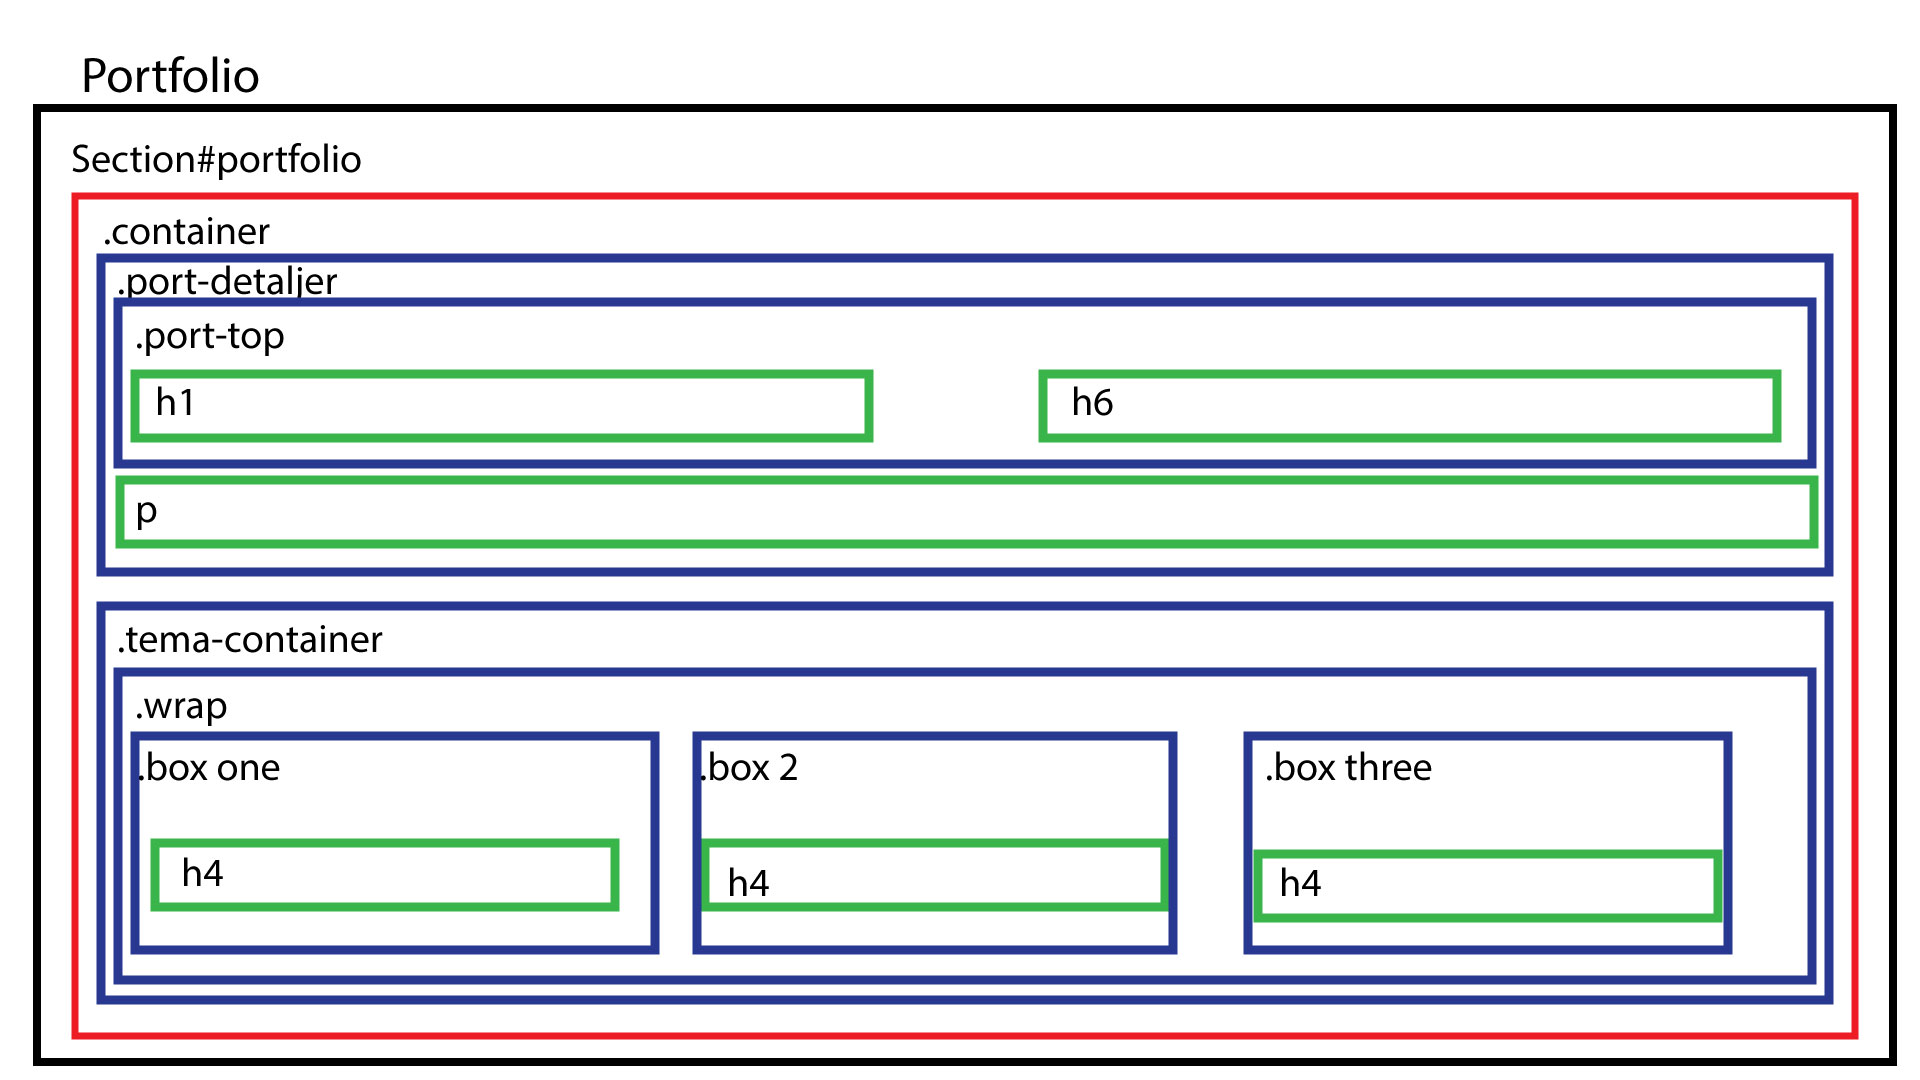 Portfolio
Section#portfolio
.container
.port-detaljer
.port-top
h1
h6
p
.tema-container
.wrap
.box one
.box 2
.box three
h4
h4
h4